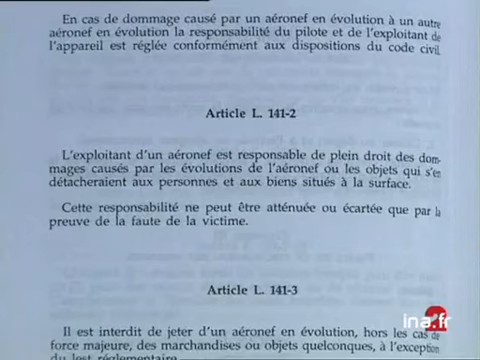 En cas de dommage causé par un aéronef en évolution à un autre
aéronef en évolution la responsabilité du pilote et de l'exploitant de
l'appareil est réglée conformément aux dispositions du code civil.
Article L. 141-2
L'exploitant d'un aéronef est responsable de plein droit des dom-
mages causés par les évolutions de l'aéronef ou les objets qui s'en
détacheraient aux personnes et aux biens situés à la surface.
Cette responsabilité ne peut être atténuée ou écartée que par la
preuve de la faute de la victime.
Article L. 141-3
Il est interdit de jeter d'un aéronef en évolution, hors les cas de
force majeure, des marchandises ou objets quelconques, à l'exception
du lest réglementaire
2
ina.fr